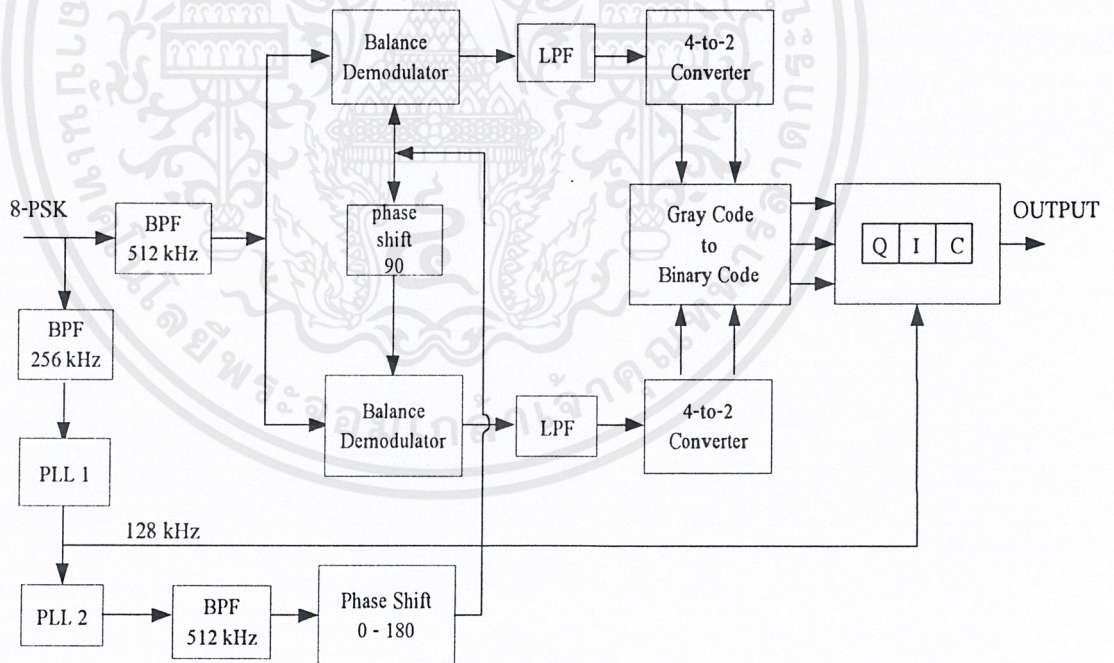 Balance
Demodulator
LPF
4-to-2
Converter
8-PSK
BPF
512 kHz
phase
shift
90
Gray Code
to
Binary Code
Q I C
OUTPUT
BPF
256 kHz
Balance
Demodulator
LPF
4-to-2
Converter
PLL 1
128 kHz
PLL 2
BPF
512 kHz
Phase Shift
0 - 180